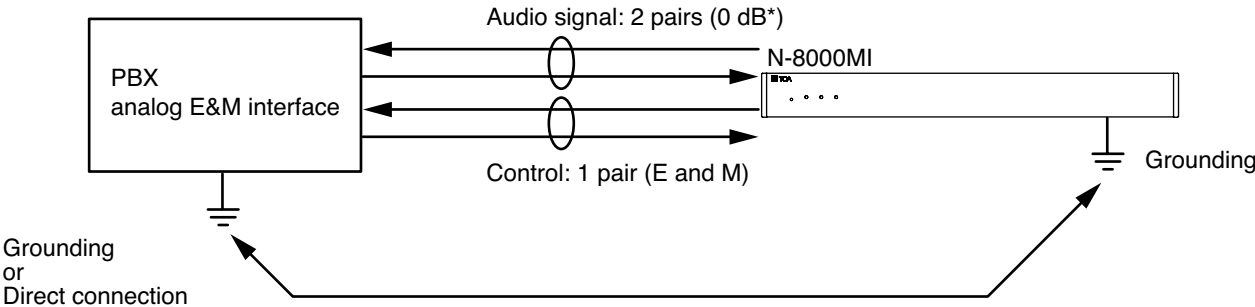 Audio signal: 2 pairs (0 dB*)
N-8000MI
PBX
analog E&M interface
TOA
Control: 1 pair (E and M)
Grounding
Grounding
or
Direct connection